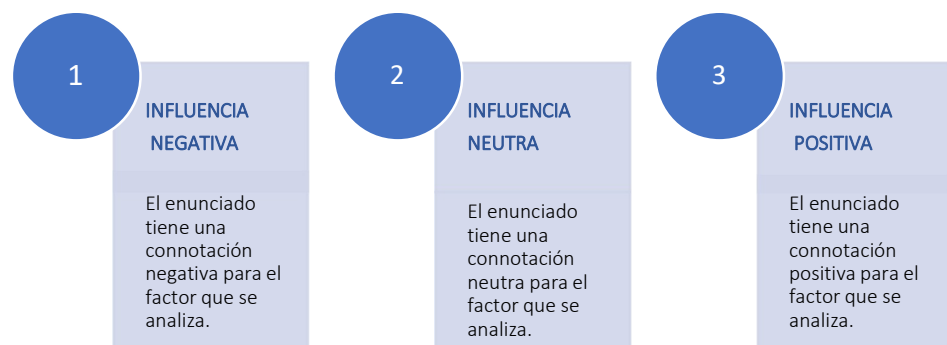 1
INFLUENCIA
NEGATIVA
El enunciado
tiene una
connotación
negativa para el
factor que se
analiza.
2
INFLUENCIA
NEUTRA
El enunciado
tiene una
connotación
neutra para el
factor que se
analiza.
3
INFLUENCIA
POSITIVA
El enunciado
tiene una
connotación
positiva para el
factor que se
analiza.